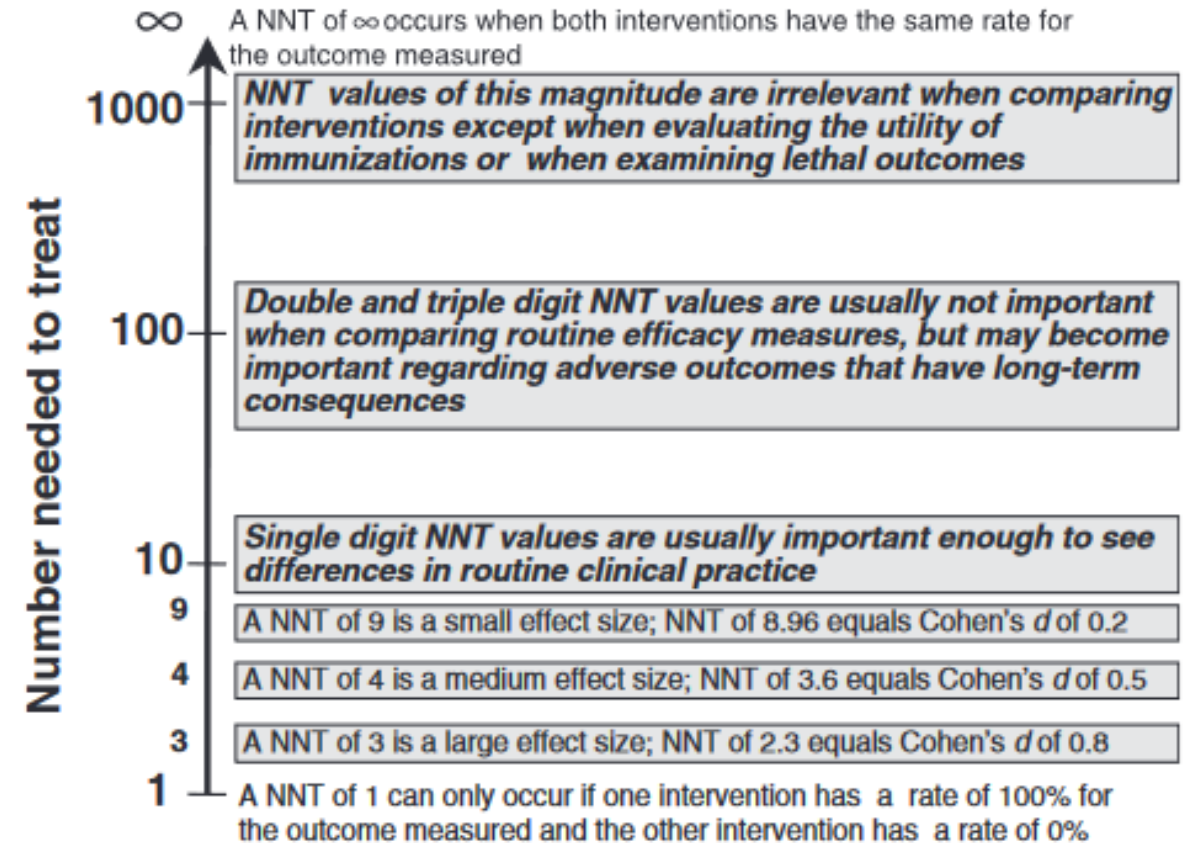 ∞ A NNT of ∞ occurs when both interventions have the same rate for
the outcome measured
1000 NNT values of this magnitude are irrelevant when comparing
interventions except when evaluating the utility of
immunizations or when examining lethal outcomes
Number needed to treat
Double and triple digit NNT values are usually not important
100 when comparing routine efficacy measures, but may become
important regarding adverse outcomes that have long-term
consequences
Single digit NNT values are usually important enough to see
10 differences in routine clinical practice
9 A NNT of 9 is a small effect size; NNT of 8.96 equals Cohen's d of 0.2
4 A NNT of 4 is a medium effect size; NNT of 3.6 equals Cohen's d of 0.5
3 A NNT of 3 is a large effect size; NNT of 2.3 equals Cohen's d of 0.8
1 A NNT of 1 can only occur if one intervention has a rate of 100% for
the outcome measured and the other intervention has a rate of 0%